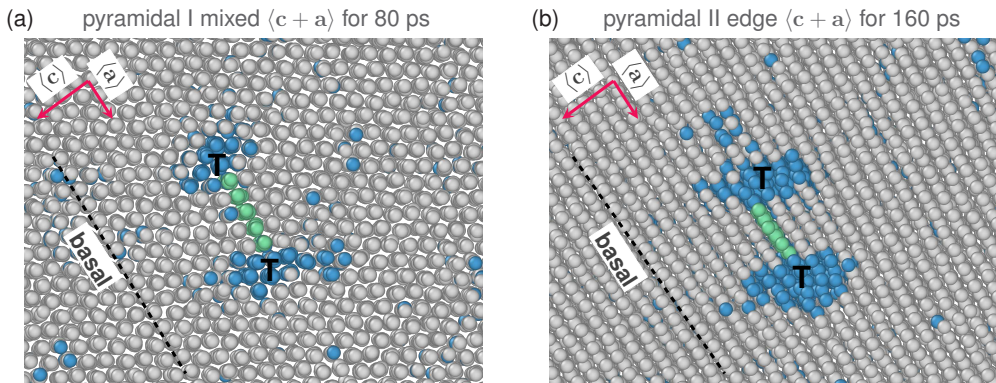 (a) pyramidal I mixed ⟨c + a⟩ for 80 ps
⟨c⟩
⟨a⟩
T
T
basal
(b) pyramidal II edge ⟨c + a⟩ for 160 ps
⟨c⟩
⟨a⟩
T
T
basal